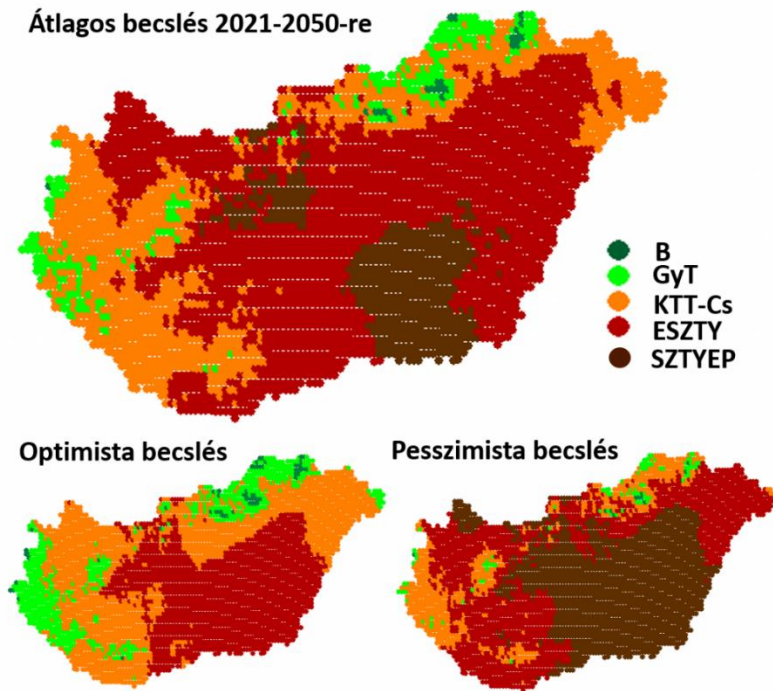 Átlagos becslés 2021-2050-re
B
GyT
KTT-Cs
ESZTY
SZTYEP
Optimista becslés
Pesszimista becslés